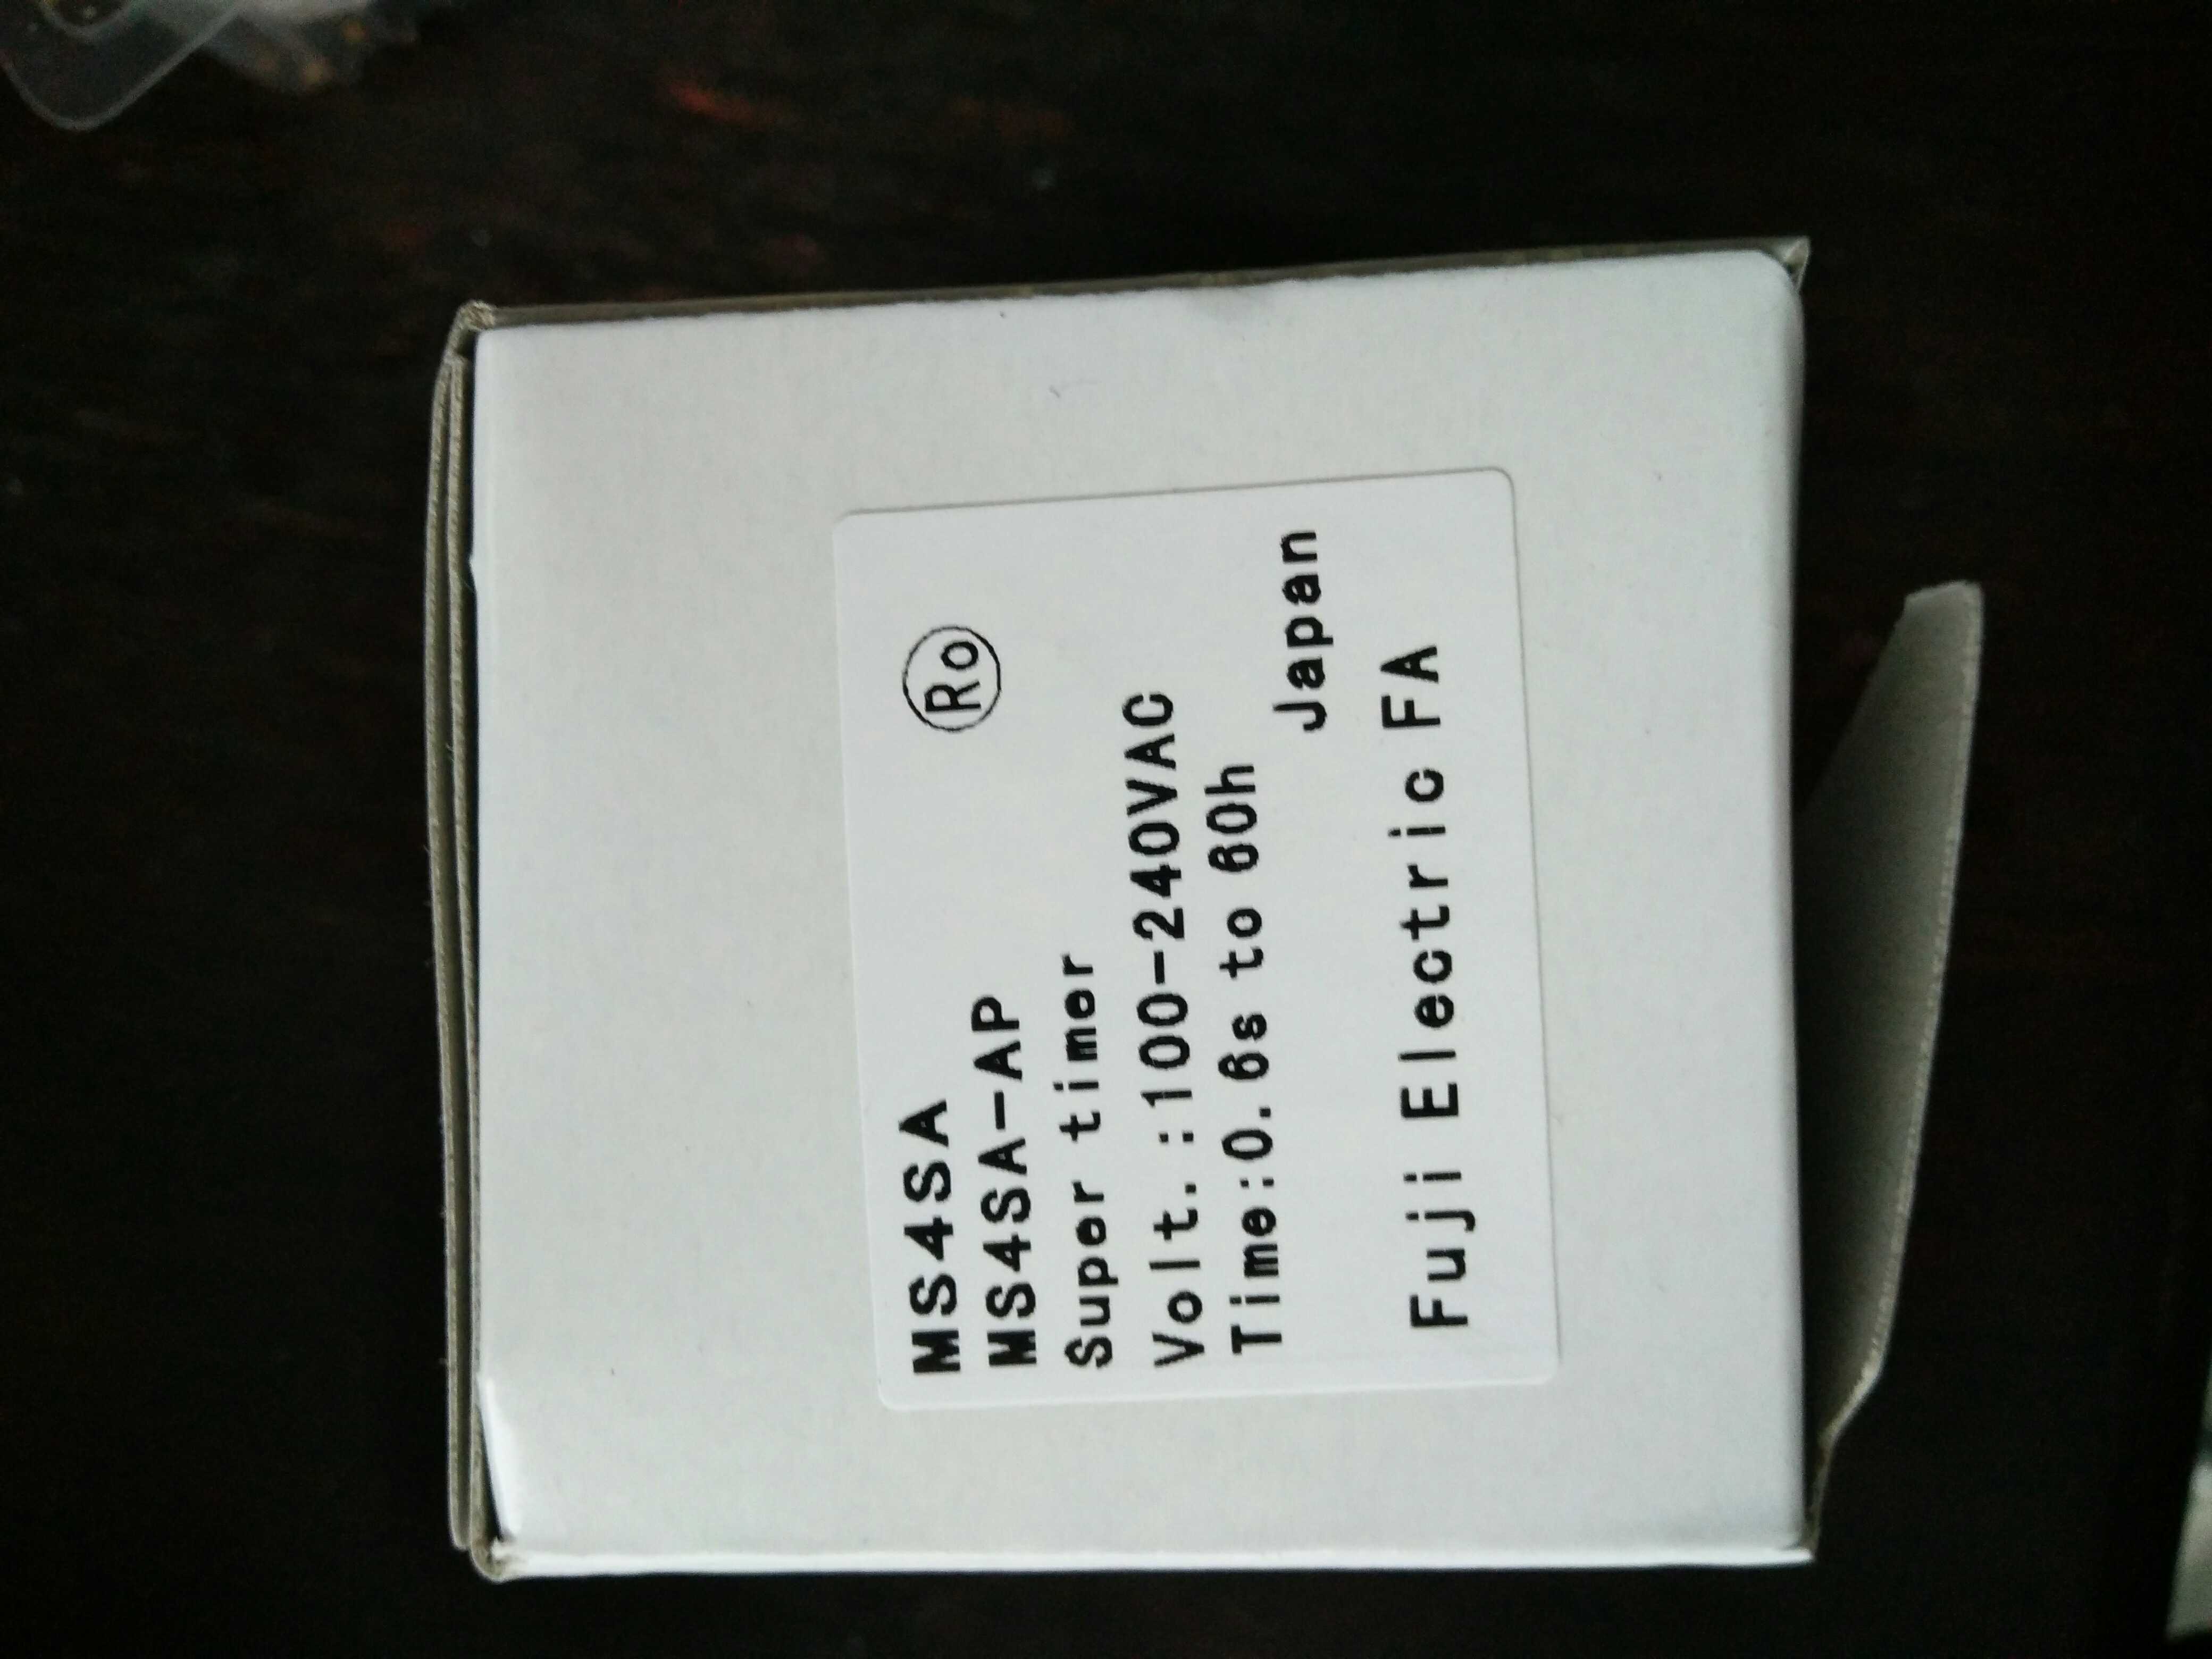 MS4SA Ro
MS4SA-AP
Super timer
Volt.:100-240VAC
Time:0.6s to 60h
Japan
Fuji Electric FA